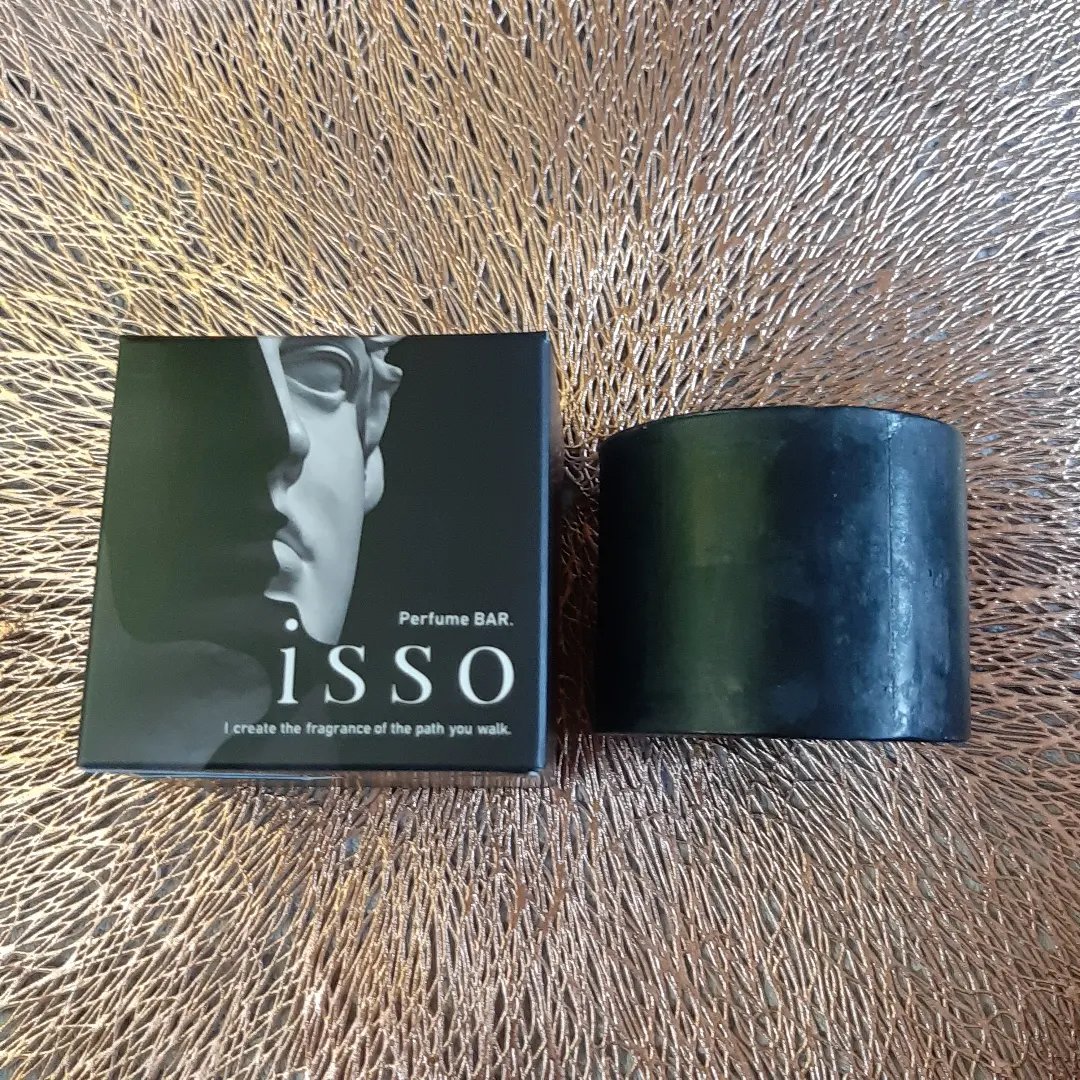 Perfume BAR.
isso
I create the fragrance of the path you walk.